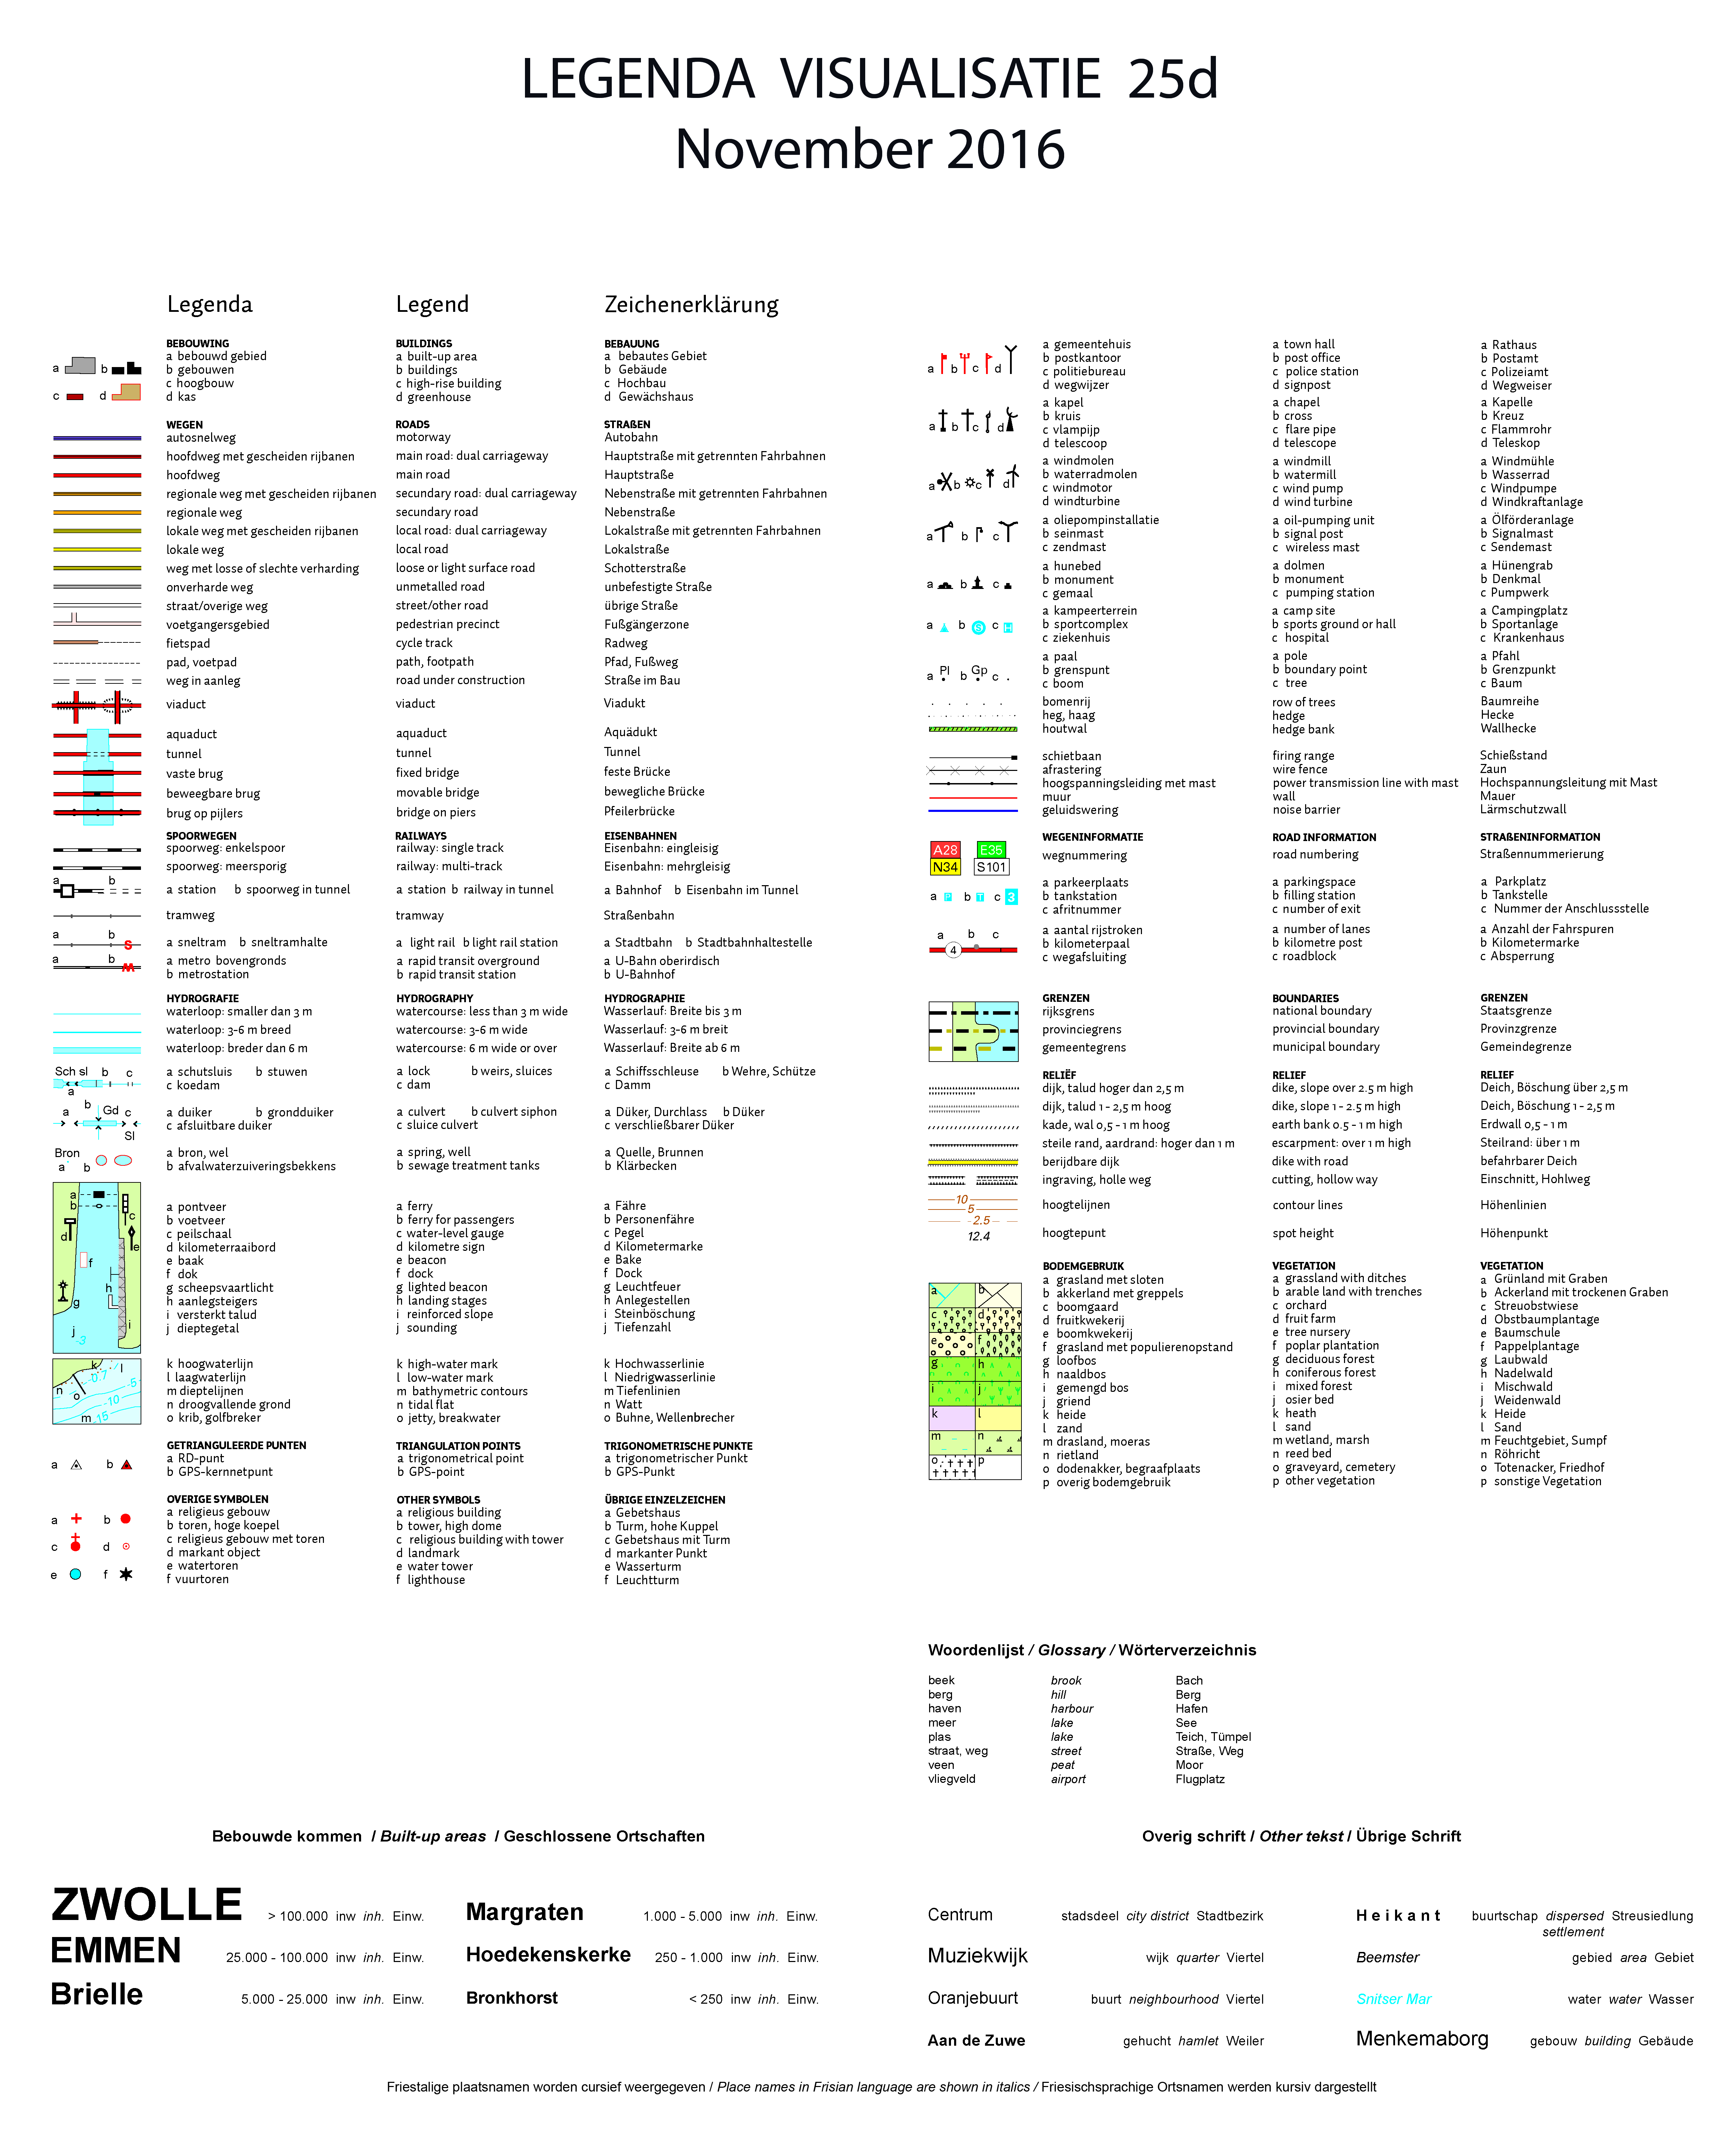 LEGENDA VISUALISATIE 25d
November 2016
Legenda Legend Zeichenerklärung
BEBOUWING BUILDINGS BEBAUUNG
a bebouwd gebied a built-up area a bebautes Gebiet
a b b gebouwen b buildings b Gebäude
c hoogbouw c high-rise building c Hochbau
c d d kas d greenhouse d Gewächshaus
WEGEN ROADS STRAßEN
autosnelweg motorway Autobahn
hoofdweg met gescheiden rijbanen main road: dual carriageway Hauptstraße mit getrennten Fahrbahnen
hoofdweg main road Hauptstraße
regionale weg met gescheiden rijbanen secundary road: dual carriageway Nebenstraße mit getrennten Fahrbahnen
regionale weg secundary road Nebenstraße
lokale weg met gescheiden rijbanen local road: dual carriageway Lokalstraße mit getrennten Fahrbahnen
lokale weg local road Lokalstraße
weg met losse of slechte verharding loose or light surface road Schotterstraße
onverharde weg unmetalled road unbefestigte Straße
straat/overige weg street/other road übrige Straße
voetgangersgebied pedestrian precinct Fußgängerzone
fietspad cycle track Radweg
pad, voetpad path, footpath Pfad, Fußweg
weg in aanleg road under construction Straße im Bau
viaduct viaduct Viadukt
aquaduct aquaduct Aquädukt
tunnel tunnel Tunnel
vaste brug fixed bridge feste Brücke
beweegbare brug movable bridge bewegliche Brücke
brug op pijlers bridge on piers Pfeilerbrücke
SPOORWEGEN RAILWAYS EISENBAHNEN
spoorweg: enkelspoor railway: single track Eisenbahn: eingleisig
spoorweg: meersporig railway: multi-track Eisenbahn: mehrgleisig
a b
a station b spoorweg in tunnel a station b railway in tunnel a Bahnhof b Eisenbahn im Tunnel
tramweg tramway Straßenbahn
a b
S a sneltram b sneltramhalte a light rail b light rail station a Stadtbahn b Stadtbahnhaltestelle
a b a metro bovengronds a rapid transit overground a U-Bahn oberirdisch
M b metrostation b rapid transit station b U-Bahnhof
HYDROGRAFIE HYDROGRAPHY HYDROGRAPHIE
waterloop: smaller dan 3 m watercourse: less than 3 m wide Wasserlauf: Breite bis 3 m
waterloop: 3-6 m breed watercourse: 3-6 m wide Wasserlauf: 3-6 m breit
waterloop: breder dan 6 m watercourse: 6 m wide or over Wasserlauf: Breite ab 6 m
Sch sl b c a schutsluis b stuwen a lock b weirs, sluices a Schiffsschleuse b Wehre, Schütze
a c koedam c dam c Damm
a b Gd c a duiker b grondduiker a culvert b culvert siphon a Düker, Durchlass b Düker
Sl c afsluitbare duiker c sluice culvert c verschließbarer Düker
Bron a bron, wel a spring, well a Quelle, Brunnen
a b b afvalwaterzuiveringsbekkens b sewage treatment tanks b Klärbecken
a b c d e f g h i j 3
a pontveer a ferry a Fähre
b voetveer b ferry for passengers b Personenfähre
c peilschaal c water-level gauge c Pegel
d kilometerraaibord d kilometre sign d Kilometermarke
e baak e beacon e Bake
f dok f dock f Dock
g scheepsvaartlicht g lighted beacon g Leuchtfeuer
h aanlegsteigers h landing stages h Anlegestellen
i versterkt talud i reinforced slope i Steinböschung
j dieptegetal j sounding j Tiefenzahl
k l n o m 0.7 5 10 15
k hoogwaterlijn k high-water mark k Hochwasserlinie
l laagwaterlijn l low-water mark l Niedrigwasserlinie
m dieptelijnen m bathymetric contours m Tiefenlinien
n droogvallende grond n tidal flat n Watt
o krib, golfbreker o jetty, breakwater o Buhne, Wellenbrecher
GETRIANGULEERDE PUNTEN TRIANGULATION POINTS TRIGONOMETRISCHE PUNKTE
a b a RD-punt a trigonometrical point a trigonometrischer Punkt
b GPS-kernnetpunt b GPS-point b GPS-Punkt
OVERIGE SYMBOLEN OTHER SYMBOLS ÜBRIGE EINZELZEICHEN
a b a religieus gebouw a religious building a Gebetshaus
b toren, hoge koepel b tower, high dome b Turm, hohe Kuppel
c religieus gebouw met toren c religious building with tower c Gebetshaus mit Turm
c d d markant object d landmark d markanter Punkt
e watertoren e water tower e Wasserturm
e f f vuurtoren f lighthouse f Leuchtturm
a gemeentehuis a town hall a Rathaus
b postkantoor b post office b Postamt
a b c d c politiebureau c police station c Polizeiamt
d wegwijzer d signpost d Wegweiser
a kapel a chapel a Kapelle
b kruis b cross b Kreuz
a b c d c vlampijp c flare pipe c Flammrohr
d telescoop d telescope d Teleskop
a windmolen a windmill a Windmühle
b waterradmolen b watermill b Wasserrad
a b c d c windmotor c wind pump c Windpumpe
d windturbine d wind turbine d Windkraftanlage
a oliepompinstallatie a oil-pumping unit a Ölförderanlage
a b c b seinmast b signal post b Signalmast
c zendmast c wireless mast c Sendemast
a hunebed a dolmen a Hünengrab
a b c b monument b monument b Denkmal
c gemaal c pumping station c Pumpwerk
a kampeerterrein a camp site a Campingplatz
a b S c H b sportcomplex b sports ground or hall b Sportanlage
c ziekenhuis c hospital c Krankenhaus
a paal a pole a Pfahl
a Pl b Gp c b grenspunt b boundary point b Grenzpunkt
c boom c tree c Baum
bomenrij row of trees Baumreihe
heg, haag hedge Hecke
houtwal hedge bank Wallhecke
schietbaan firing range Schießstand
afrastering wire fence Zaun
hoogspanningsleiding met mast power transmission line with mast Hochspannungsleitung mit Mast
muur wall Mauer
geluidswering noise barrier Lärmschutzwall
WEGENINFORMATIE ROAD INFORMATION STRAßENINFORMATION
A28 E35
N34 S101 wegnummering road numbering Straßennummerierung
a parkeerplaats a parkingspace a Parkplatz
a P b T c 3 b tankstation b filling station b Tankstelle
c afritnummer c number of exit c Nummer der Anschlussstelle
a b c a aantal rijstroken a number of lanes a Anzahl der Fahrspuren
4 b kilometerpaal b kilometre post b Kilometermarke
c wegafsluiting c roadblock c Absperrung
GRENZEN BOUNDARIES GRENZEN
rijksgrens national boundary Staatsgrenze
provinciegrens provincial boundary Provinzgrenze
gemeentegrens municipal boundary Gemeindegrenze
RELIËF RELIEF RELIEF
dijk, talud hoger dan 2,5 m dike, slope over 2.5 m high Deich, Böschung über 2,5 m
dijk, talud 1 - 2,5 m hoog dike, slope 1 - 2.5 m high Deich, Böschung 1 - 2,5 m
kade, wal 0,5 - 1 m hoog earth bank 0.5 - 1 m high Erdwall 0,5 - 1 m
steile rand, aardrand: hoger dan 1 m escarpment: over 1 m high Steilrand: über 1 m
berijdbare dijk dike with road befahrbarer Deich
ingraving, holle weg cutting, hollow way Einschnitt, Hohlweg
10
5 hoogtelijnen contour lines Höhenlinien
2.5
12.4 hoogtepunt spot height Höhenpunkt
BODEMGEBRUIK VEGETATION VEGETATION
a b c d e f g h i j k l m n o p
a grasland met sloten a grassland with ditches a Grünland mit Graben
b akkerland met greppels b arable land with trenches b Ackerland mit trockenen Graben
c boomgaard c orchard c Streuobstwiese
d fruitkwekerij d fruit farm d Obstbaumplantage
e boomkwekerij e tree nursery e Baumschule
f grasland met populierenopstand f poplar plantation f Pappelplantage
g loofbos g deciduous forest g Laubwald
h naaldbos h coniferous forest h Nadelwald
i gemengd bos i mixed forest i Mischwald
j griend j osier bed j Weidenwald
k heide k heath k Heide
l zand l sand l Sand
m drasland, moeras m wetland, marsh m Feuchtgebiet, Sumpf
n rietland n reed bed n Röhricht
o dodenakker, begraafplaats o graveyard, cemetery o Totenacker, Friedhof
p overig bodemgebruik p other vegetation p sonstige Vegetation
Woordenlijst / Glossary / Wörterverzeichnis
beek brook Bach
berg hill Berg
haven harbour Hafen
meer lake See
plas lake Teich, Tümpel
straat, weg street Straße, Weg
veen peat Moor
vliegveld airport Flugplatz
Bebouwde kommen / Built-up areas / Geschlossene Ortschaften
ZWOLLE > 100.000 inw inh. Einw. Margraten 1.000 - 5.000 inw inh. Einw.
EMMEN 25.000 - 100.000 inw inh. Einw. Hoedekenskerke 250 - 1.000 inw inh. Einw.
Brielle 5.000 - 25.000 inw inh. Einw. Bronkhorst < 250 inw inh. Einw.
Overig schrift / Other tekst / Übrige Schrift
Centrum stadsdeel city district Stadtbezirk Heikant buurtschap dispersed Streusiedlung
settlement
Muziekwijk wijk quarter Viertel Beemster gebied area Gebiet
Oranjebuurt buurt neighbourhood Viertel Snitser Mar water water Wasser
Aan de Zuwe gehucht hamlet Weiler Menkemaborg gebouw building Gebäude
Friestalige plaatsnamen worden cursief weergegeven / Place names in Frisian language are shown in italics / Friesischsprachige Ortsnamen werden kursiv dargestellt